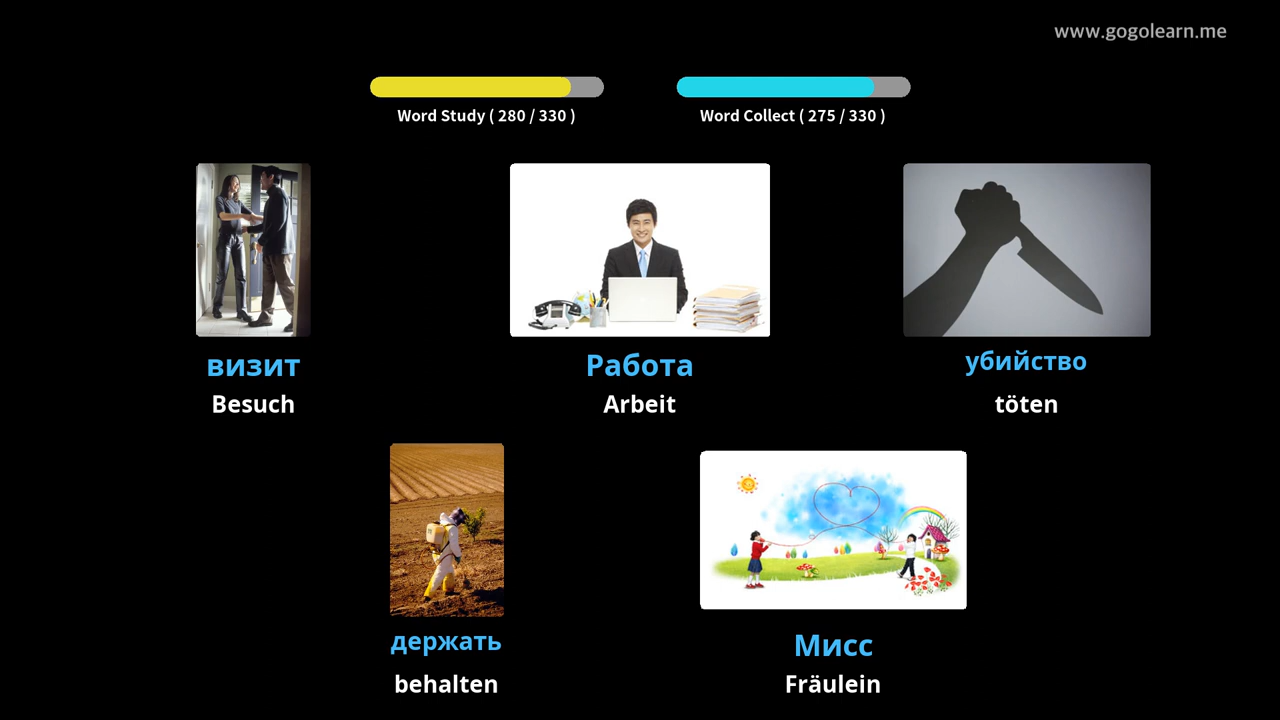 www.gogolearn.me
Word Study ( 280 / 330 )
Word Collect ( 275 / 330 )
визит
Besuch
Работа
Arbeit
убийство
töten
держать
behalten
Мисс
Fräulein